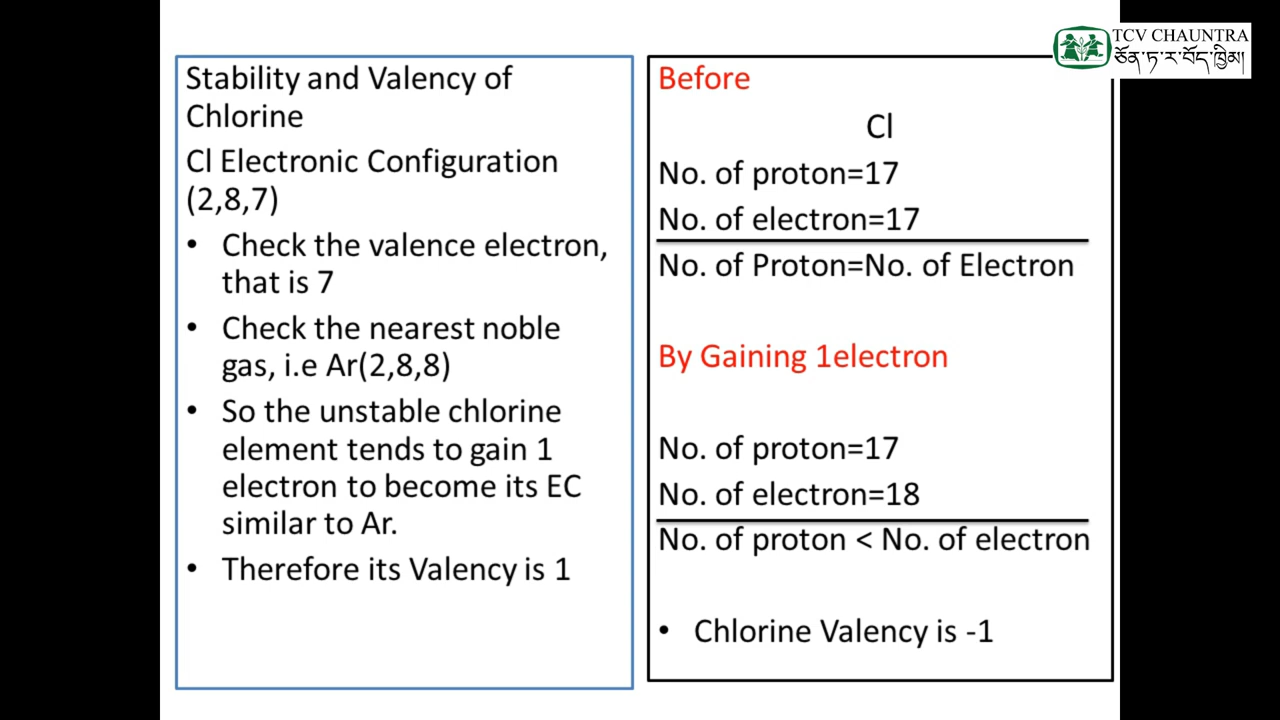 TCV CHAUNTRA
ཅོན་ཏ་ར་བོད་ཁྱིམ།
Stability and Valency of
Chlorine
Cl Electronic Configuration
(2,8,7)
• Check the valence electron,
that is 7
• Check the nearest noble
gas, i.e Ar(2,8,8)
• So the unstable chlorine
element tends to gain 1
electron to become its EC
similar to Ar.
• Therefore its Valency is 1
Before
Cl
No. of proton=17
No. of electron=17
No. of Proton=No. of Electron
By Gaining 1electron
No. of proton=17
No. of electron=18
No. of proton < No. of electron
• Chlorine Valency is -1